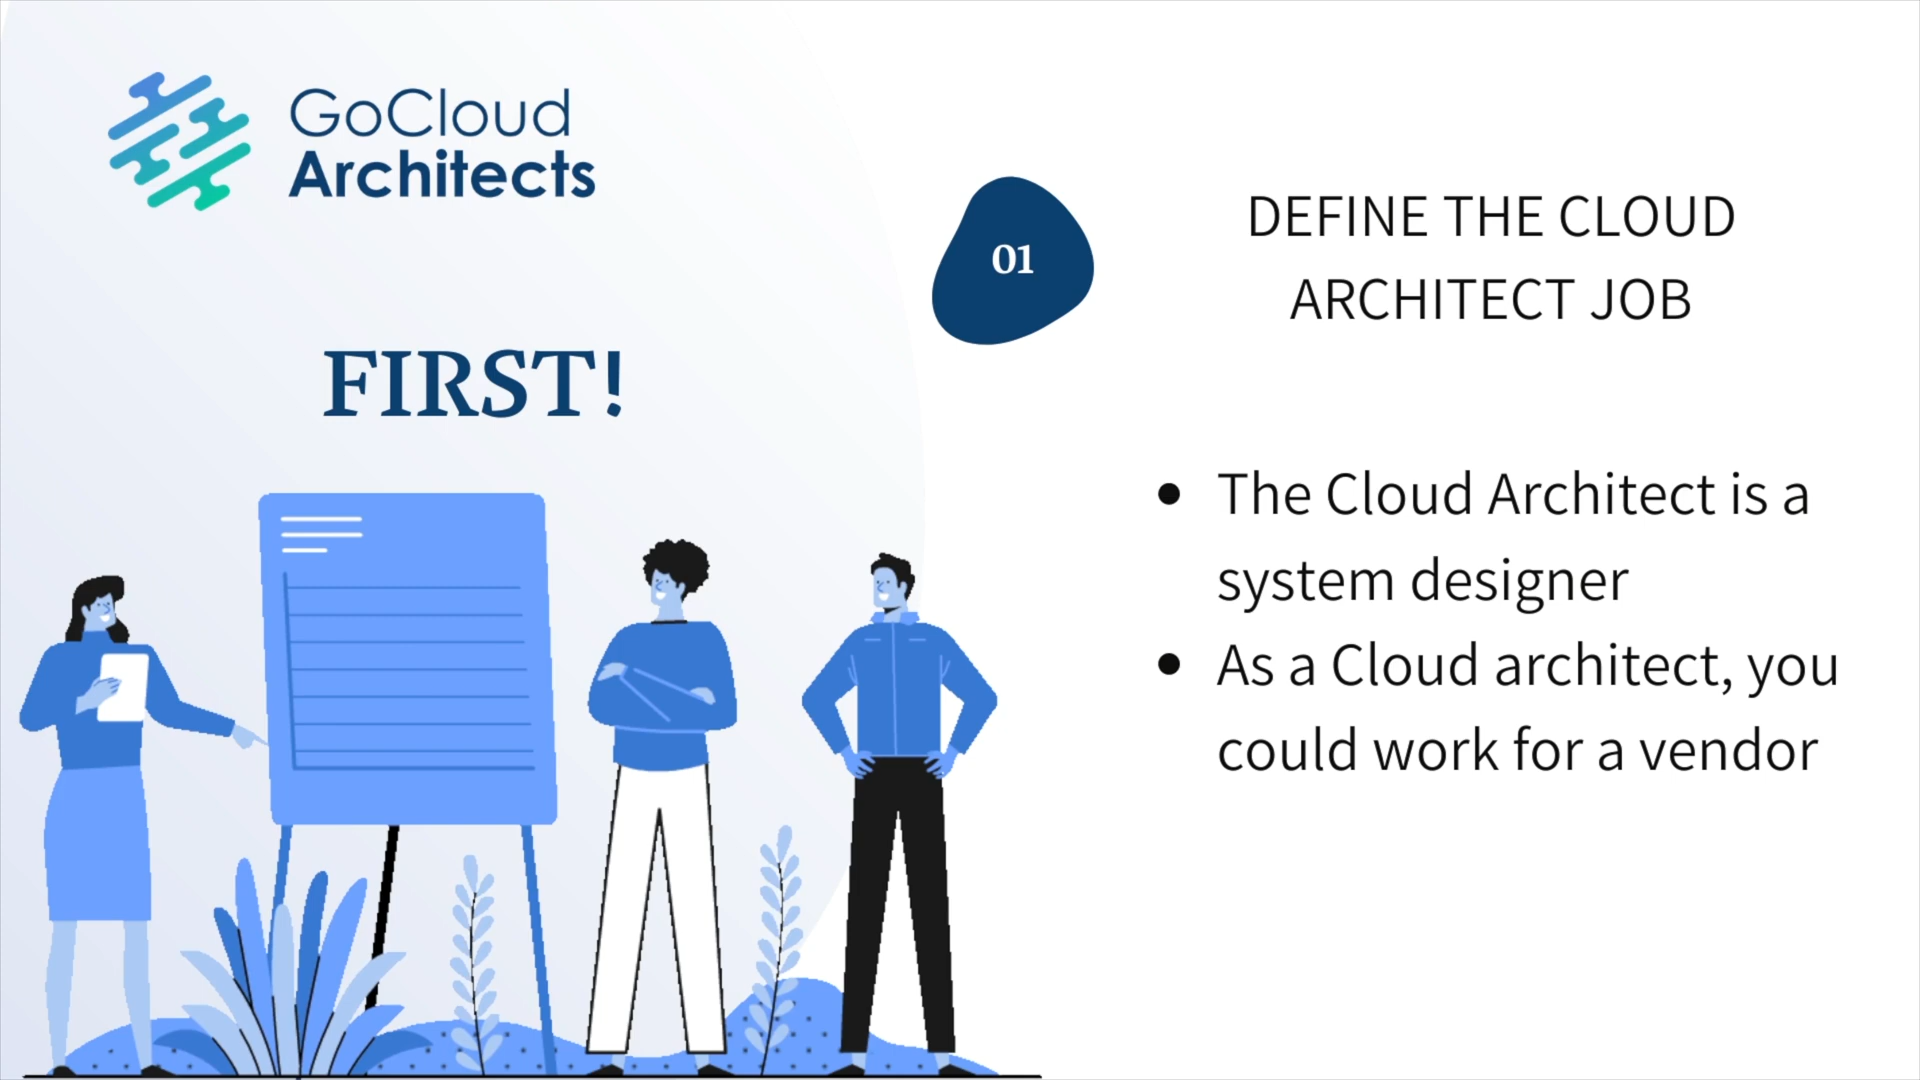 GoCloud
Architects
FIRST!
01
DEFINE THE CLOUD
ARCHITECT JOB
• The Cloud Architect is a
system designer
• As a Cloud architect, you
could work for a vendor